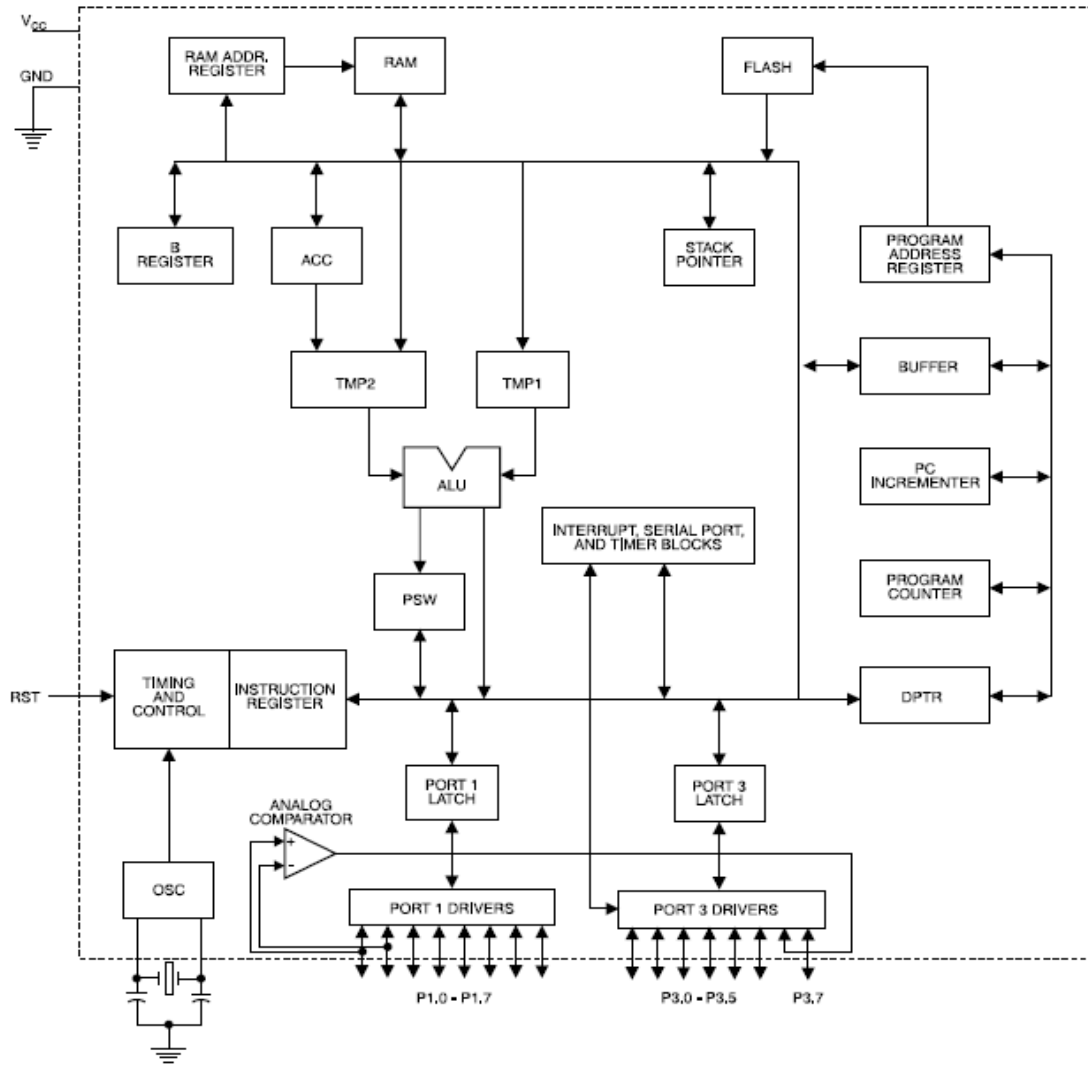 VCC
GND
RAM ADDR.
REGISTER
RAM
FLASH
B
REGISTER
ACC
STACK
POINTER
PROGRAM
ADDRESS
REGISTER
TMP2
TMP1
BUFFER
ALU
PC
INCREMENTER
INTERRUPT, SERIAL PORT,
AND TIMER BLOCKS
PSW
PROGRAM
COUNTER
RST
TIMING
AND
CONTROL
INSTRUCTION
REGISTER
DPTR
PORT 1
LATCH
PORT 3
LATCH
ANALOG
COMPARATOR
+
-
OSC
PORT 1 DRIVERS
PORT 3 DRIVERS
P1.0 - P1.7
P3.0 - P3.5
P3.7